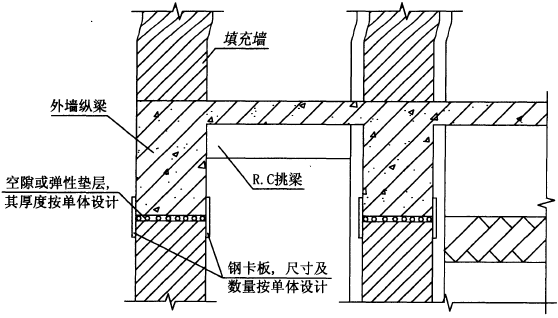 填充墙
外墙纵梁
R.C挑梁
空隙或弹性垫层,
其厚度按单体设计
钢卡板, 尺寸及
数量按单体设计